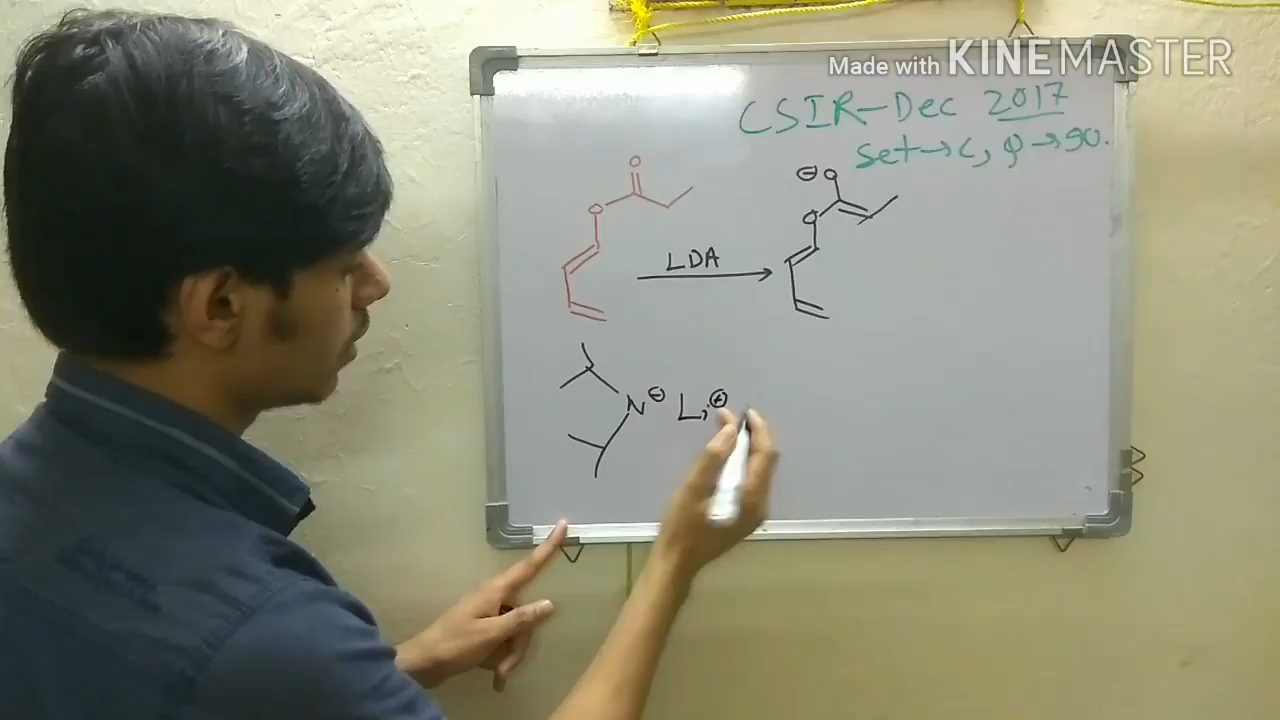 Made with KINEMASTER
CSIR-Dec 2017
Set→C, Q→90.
O
O
⊖ O
O
LDA
N ⊖ Li ⊕